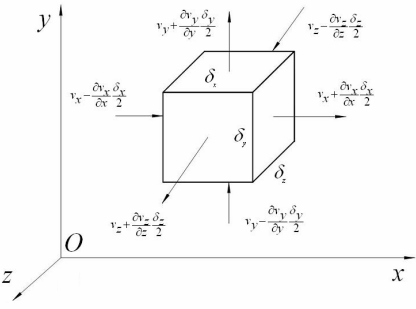 y
v_y+∂v_y/∂y δ_y/2
v_z−∂v_z/∂z δ_z/2
δ_x
v_x−∂v_x/∂x δ_x/2
v_x+∂v_x/∂x δ_x/2
δ_y
δ_z
v_z+∂v_z/∂z δ_z/2
v_y−∂v_y/∂y δ_y/2
O
z
x